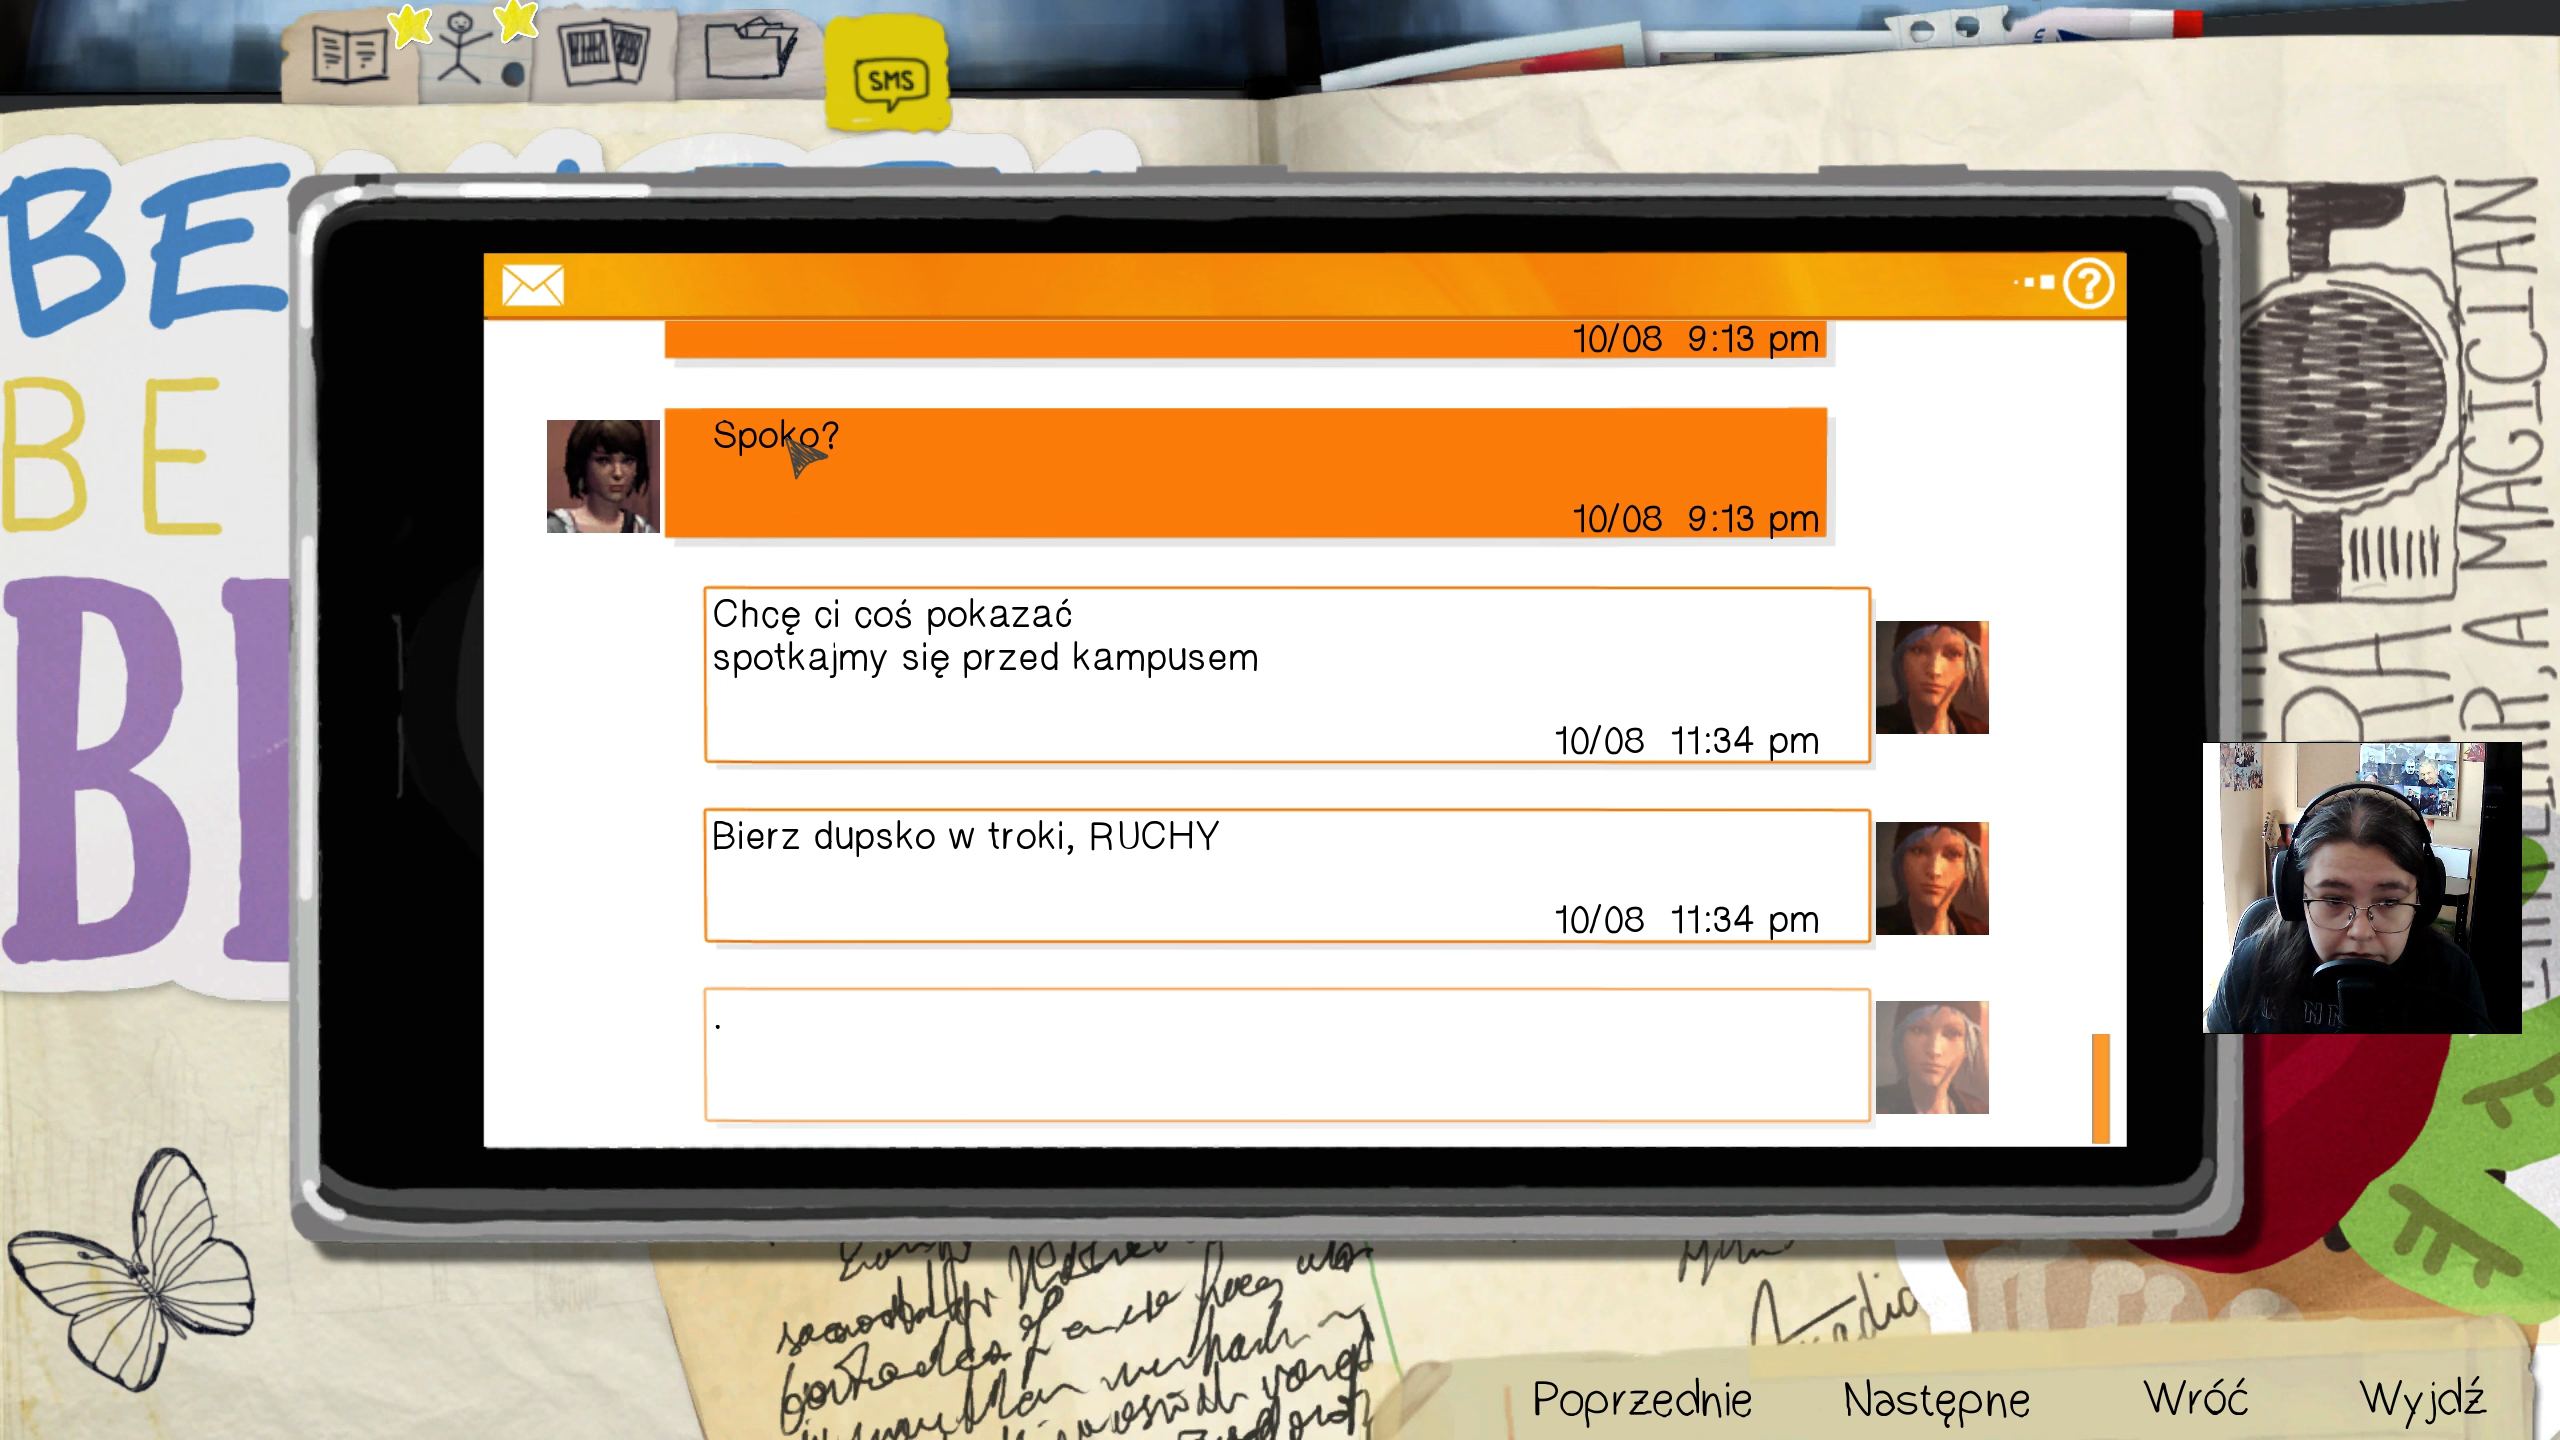 SMS
BE
BE
10/08 9:13 pm
Spoko?
10/08 9:13 pm
Chcę ci coś pokazać
spotkajmy się przed kampusem
10/08 11:34 pm
Bierz dupsko w troki, RUCHY
10/08 11:34 pm
.
A MAGICIAN
Poprzednie
Następne
Wróć
Wyjdź